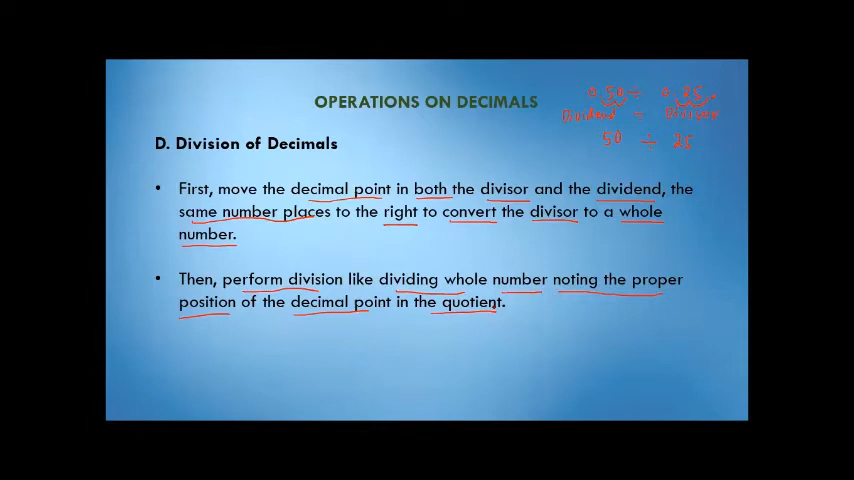 OPERATIONS ON DECIMALS
0.50 ÷ 0.25
Dividend ÷ Divisor
50 ÷ 25
D. Division of Decimals
• First, move the decimal point in both the divisor and the dividend, the
same number places to the right to convert the divisor to a whole
number.
• Then, perform division like dividing whole number noting the proper
position of the decimal point in the quotient.